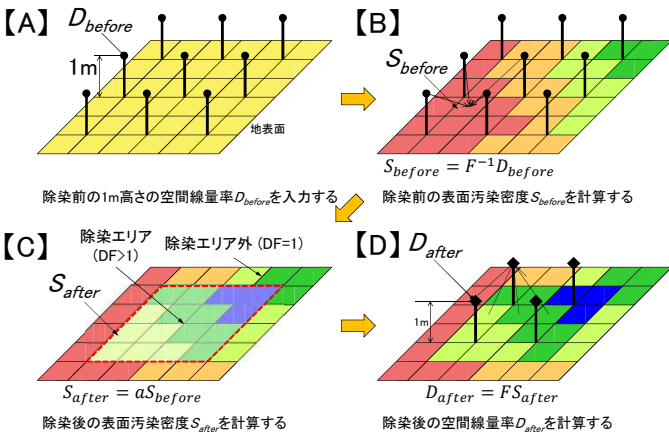 【A】
D_before
1m
地表面
除染前の1m高さの空間線量率D_beforeを入力する
【B】
S_before
S_before = F^{-1}D_before
除染前の表面汚染密度S_beforeを計算する
【C】
除染エリア
(DF>1)
除染エリア外 (DF=1)
S_after
S_after = aS_before
除染後の表面汚染密度S_afterを計算する
【D】
D_after
1m
D_after = FS_after
除染後の空間線量率D_afterを計算する